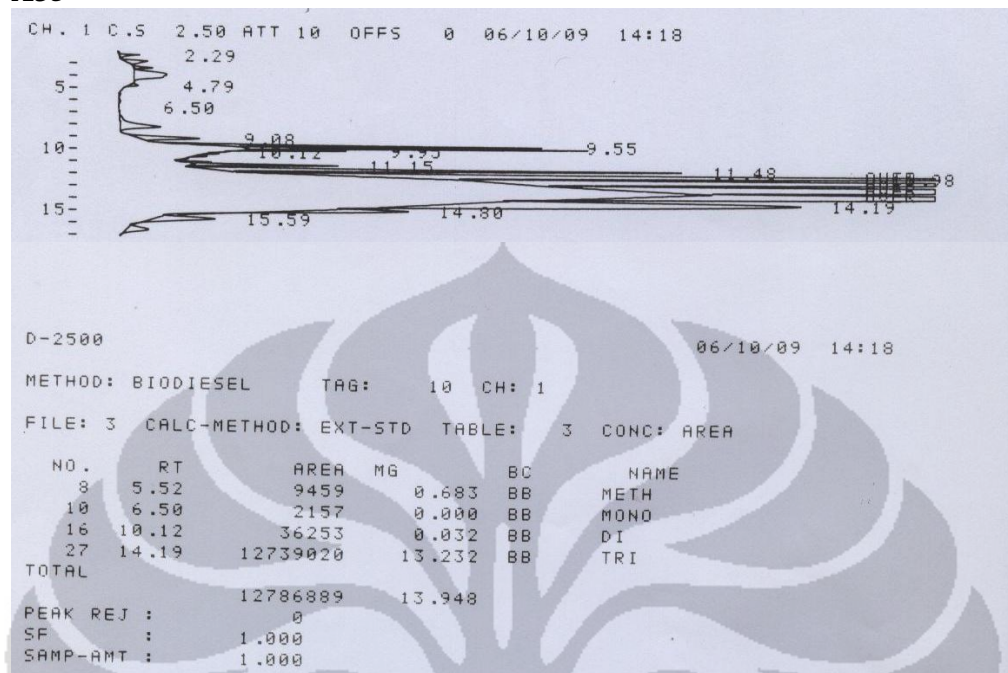 CH. 1 C.S 2.50 ATT 10 OFFS 0 06/10/09 14:18
2.29
5 4.79
6.50
9.08
10 10.12 9.93 9.55
11.15 11.48
15 15.59 14.80 14.19
D-2500 06/10/09 14:18
METHOD: BIODIESEL TAG: 10 CH: 1
FILE: 3 CALC-METHOD: EXT-STD TABLE: 3 CONC: AREA
NO. RT AREA MG BC NAME
8 5.52 9459 0.683 BB METH
10 6.50 2157 0.000 BB MONO
16 10.12 36253 0.032 BB DI
27 14.19 12739020 13.232 BB TRI
TOTAL
12786889 13.948
PEAK REJ : 0
SF : 1.000
SAMP-AMT : 1.000